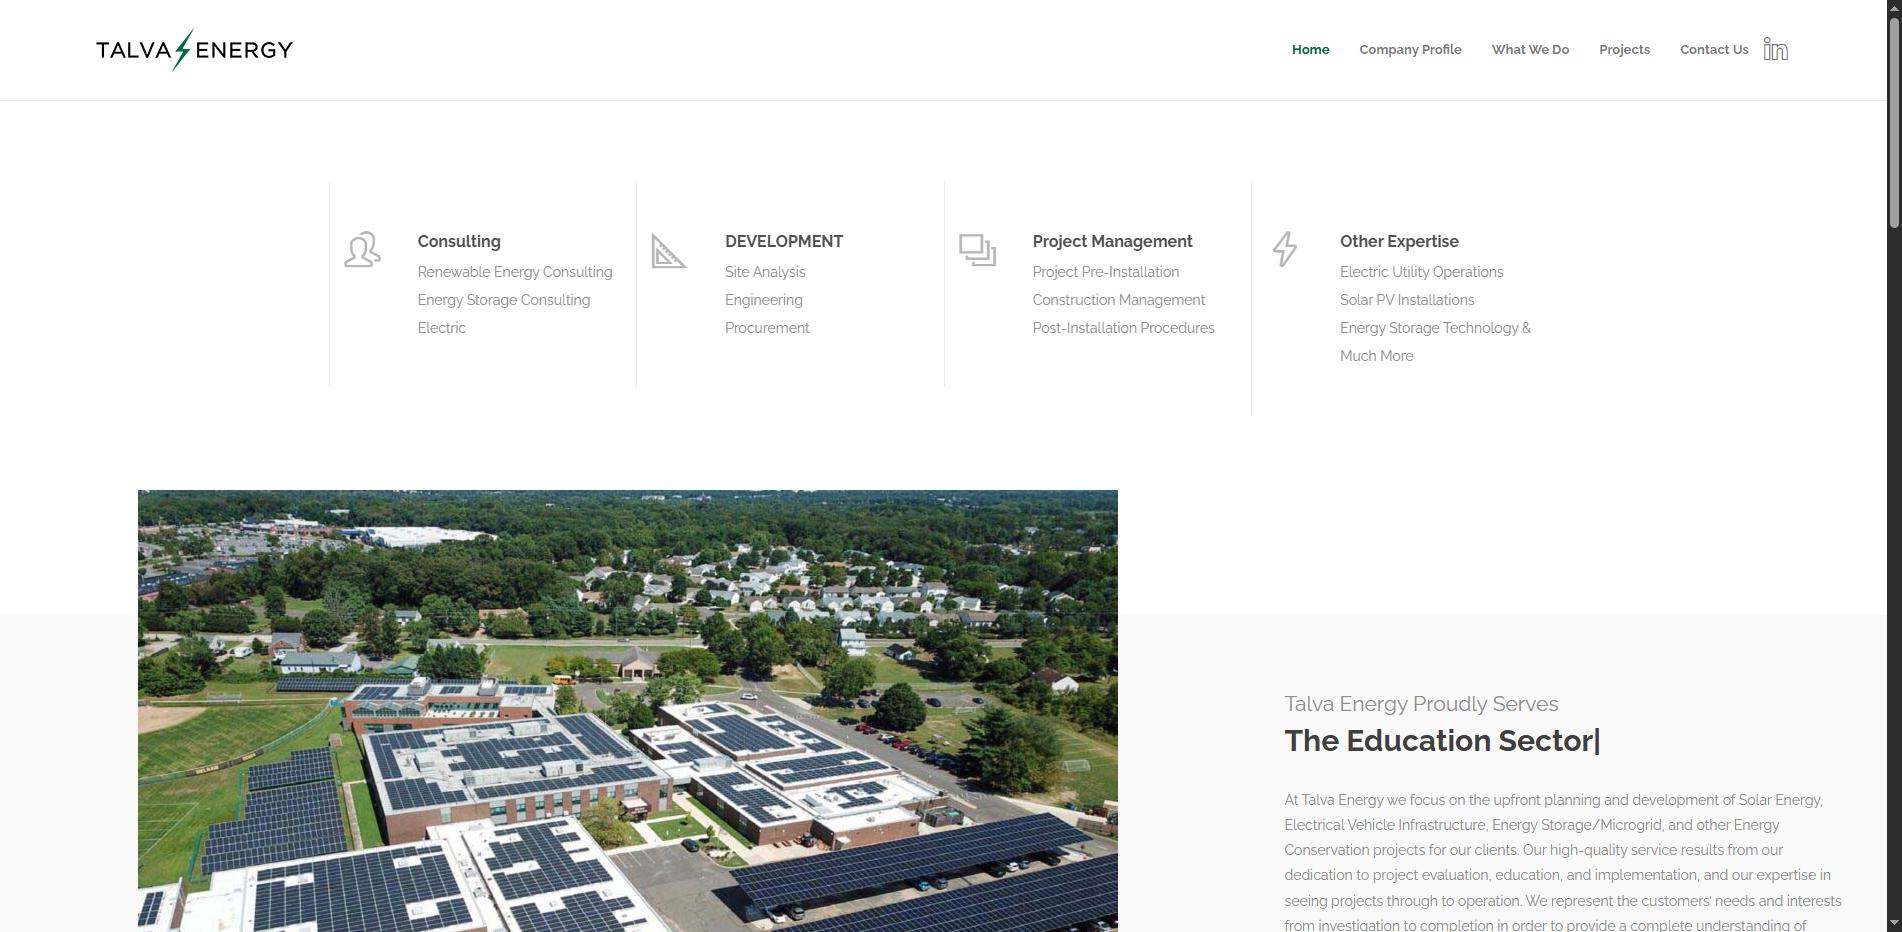 TALVA ENERGY
Home
Company Profile
What We Do
Projects
Contact Us
in
Consulting
Renewable Energy Consulting
Energy Storage Consulting
Electric
DEVELOPMENT
Site Analysis
Engineering
Procurement
Project Management
Project Pre-Installation
Construction Management
Post-Installation Procedures
Other Expertise
Electric Utility Operations
Solar PV Installations
Energy Storage Technology &
Much More
Talva Energy Proudly Serves
The Education Sector|
At Talva Energy we focus on the upfront planning and development of Solar Energy,
Electrical Vehicle Infrastructure, Energy Storage/Microgrid, and other Energy
Conservation projects for our clients. Our high-quality service results from our
dedication to project evaluation, education, and implementation, and our expertise in
seeing projects through to operation. We represent the customers' needs and interests
from investigation to completion in order to provide a complete understanding of